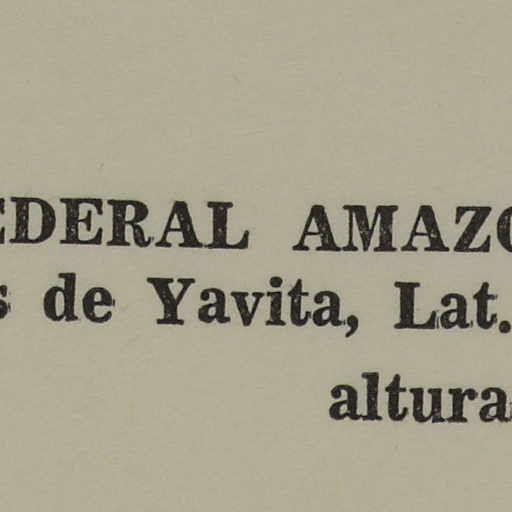 EDERAL AMAZO
s de Yavita, Lat.
altura